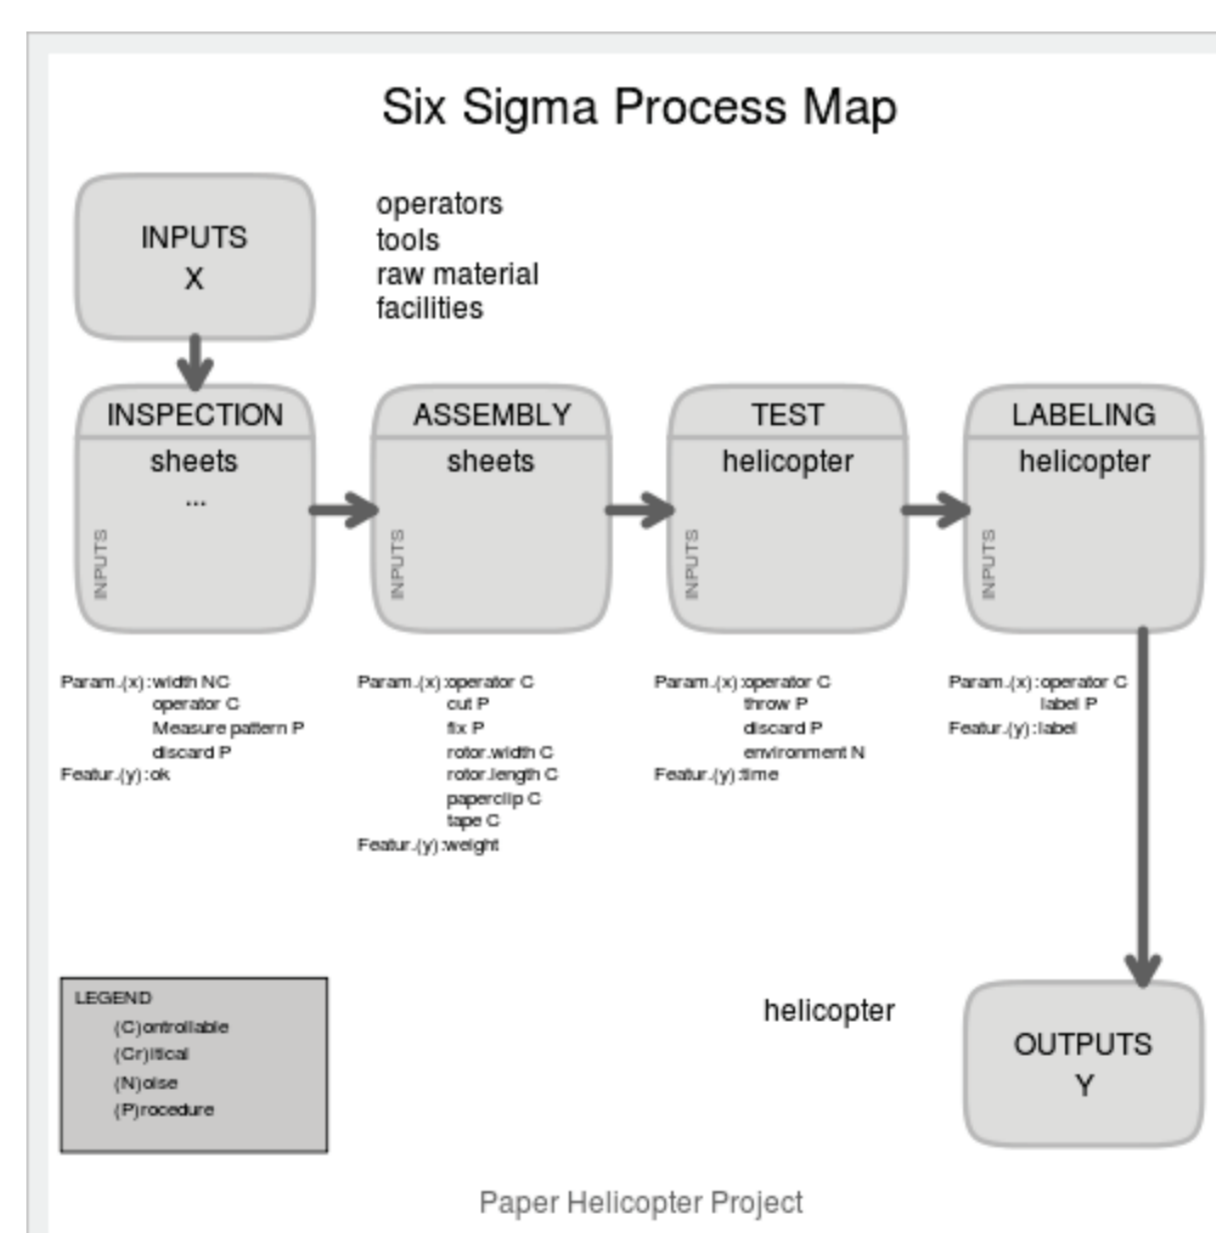 Six Sigma Process Map
INPUTS
X
operators
tools
raw material
facilities
INSPECTION
sheets
...
INPUTS
ASSEMBLY
sheets
INPUTS
TEST
helicopter
INPUTS
LABELING
helicopter
INPUTS
Param.(x):width NC
operator C
Measure pattern P
discard P
Featur.(y):ok
Param.(x):operator C
cut P
fix P
rotor.width C
rotor.length C
paperclip C
tape C
Featur.(y):weight
Param.(x):operator C
throw P
discard P
environment N
Featur.(y):time
Param.(x):operator C
label P
Featur.(y):label
LEGEND
(C)ontrollable
(Cr)itical
(N)oise
(P)rocedure
helicopter
OUTPUTS
Y
Paper Helicopter Project